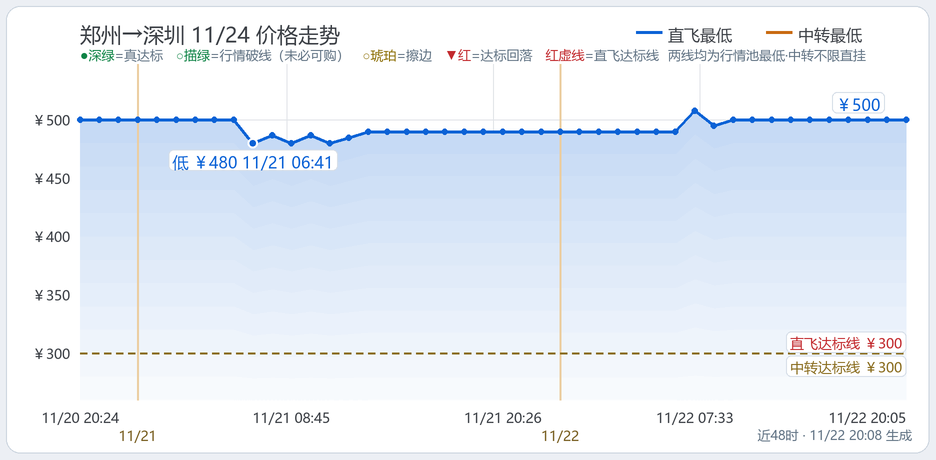 郑州→深圳 11/24 价格走势
直飞最低 中转最低
●深绿=真达标 ○描绿=行情破线（未必可购） ○琥珀=擦边 ▼红=达标回落 红虚线=直飞达标线 两线均为行情池最低·中转不限直挂
¥500
¥500
低 ¥480 11/21 06:41
¥450
¥400
¥350
直飞达标线 ¥300
¥300
中转达标线 ¥300
11/20 20:24 11/21 08:45 11/21 20:26 11/22 07:33 11/22 20:05
11/21 11/22
近48时 · 11/22 20:08 生成